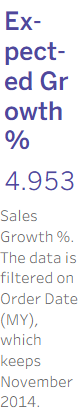 Ex-
pect-
ed Gr
owth
%
4.953
Sales
Growth %.
The data is
filtered on
Order Date
(MY),
which
keeps
November
2014.